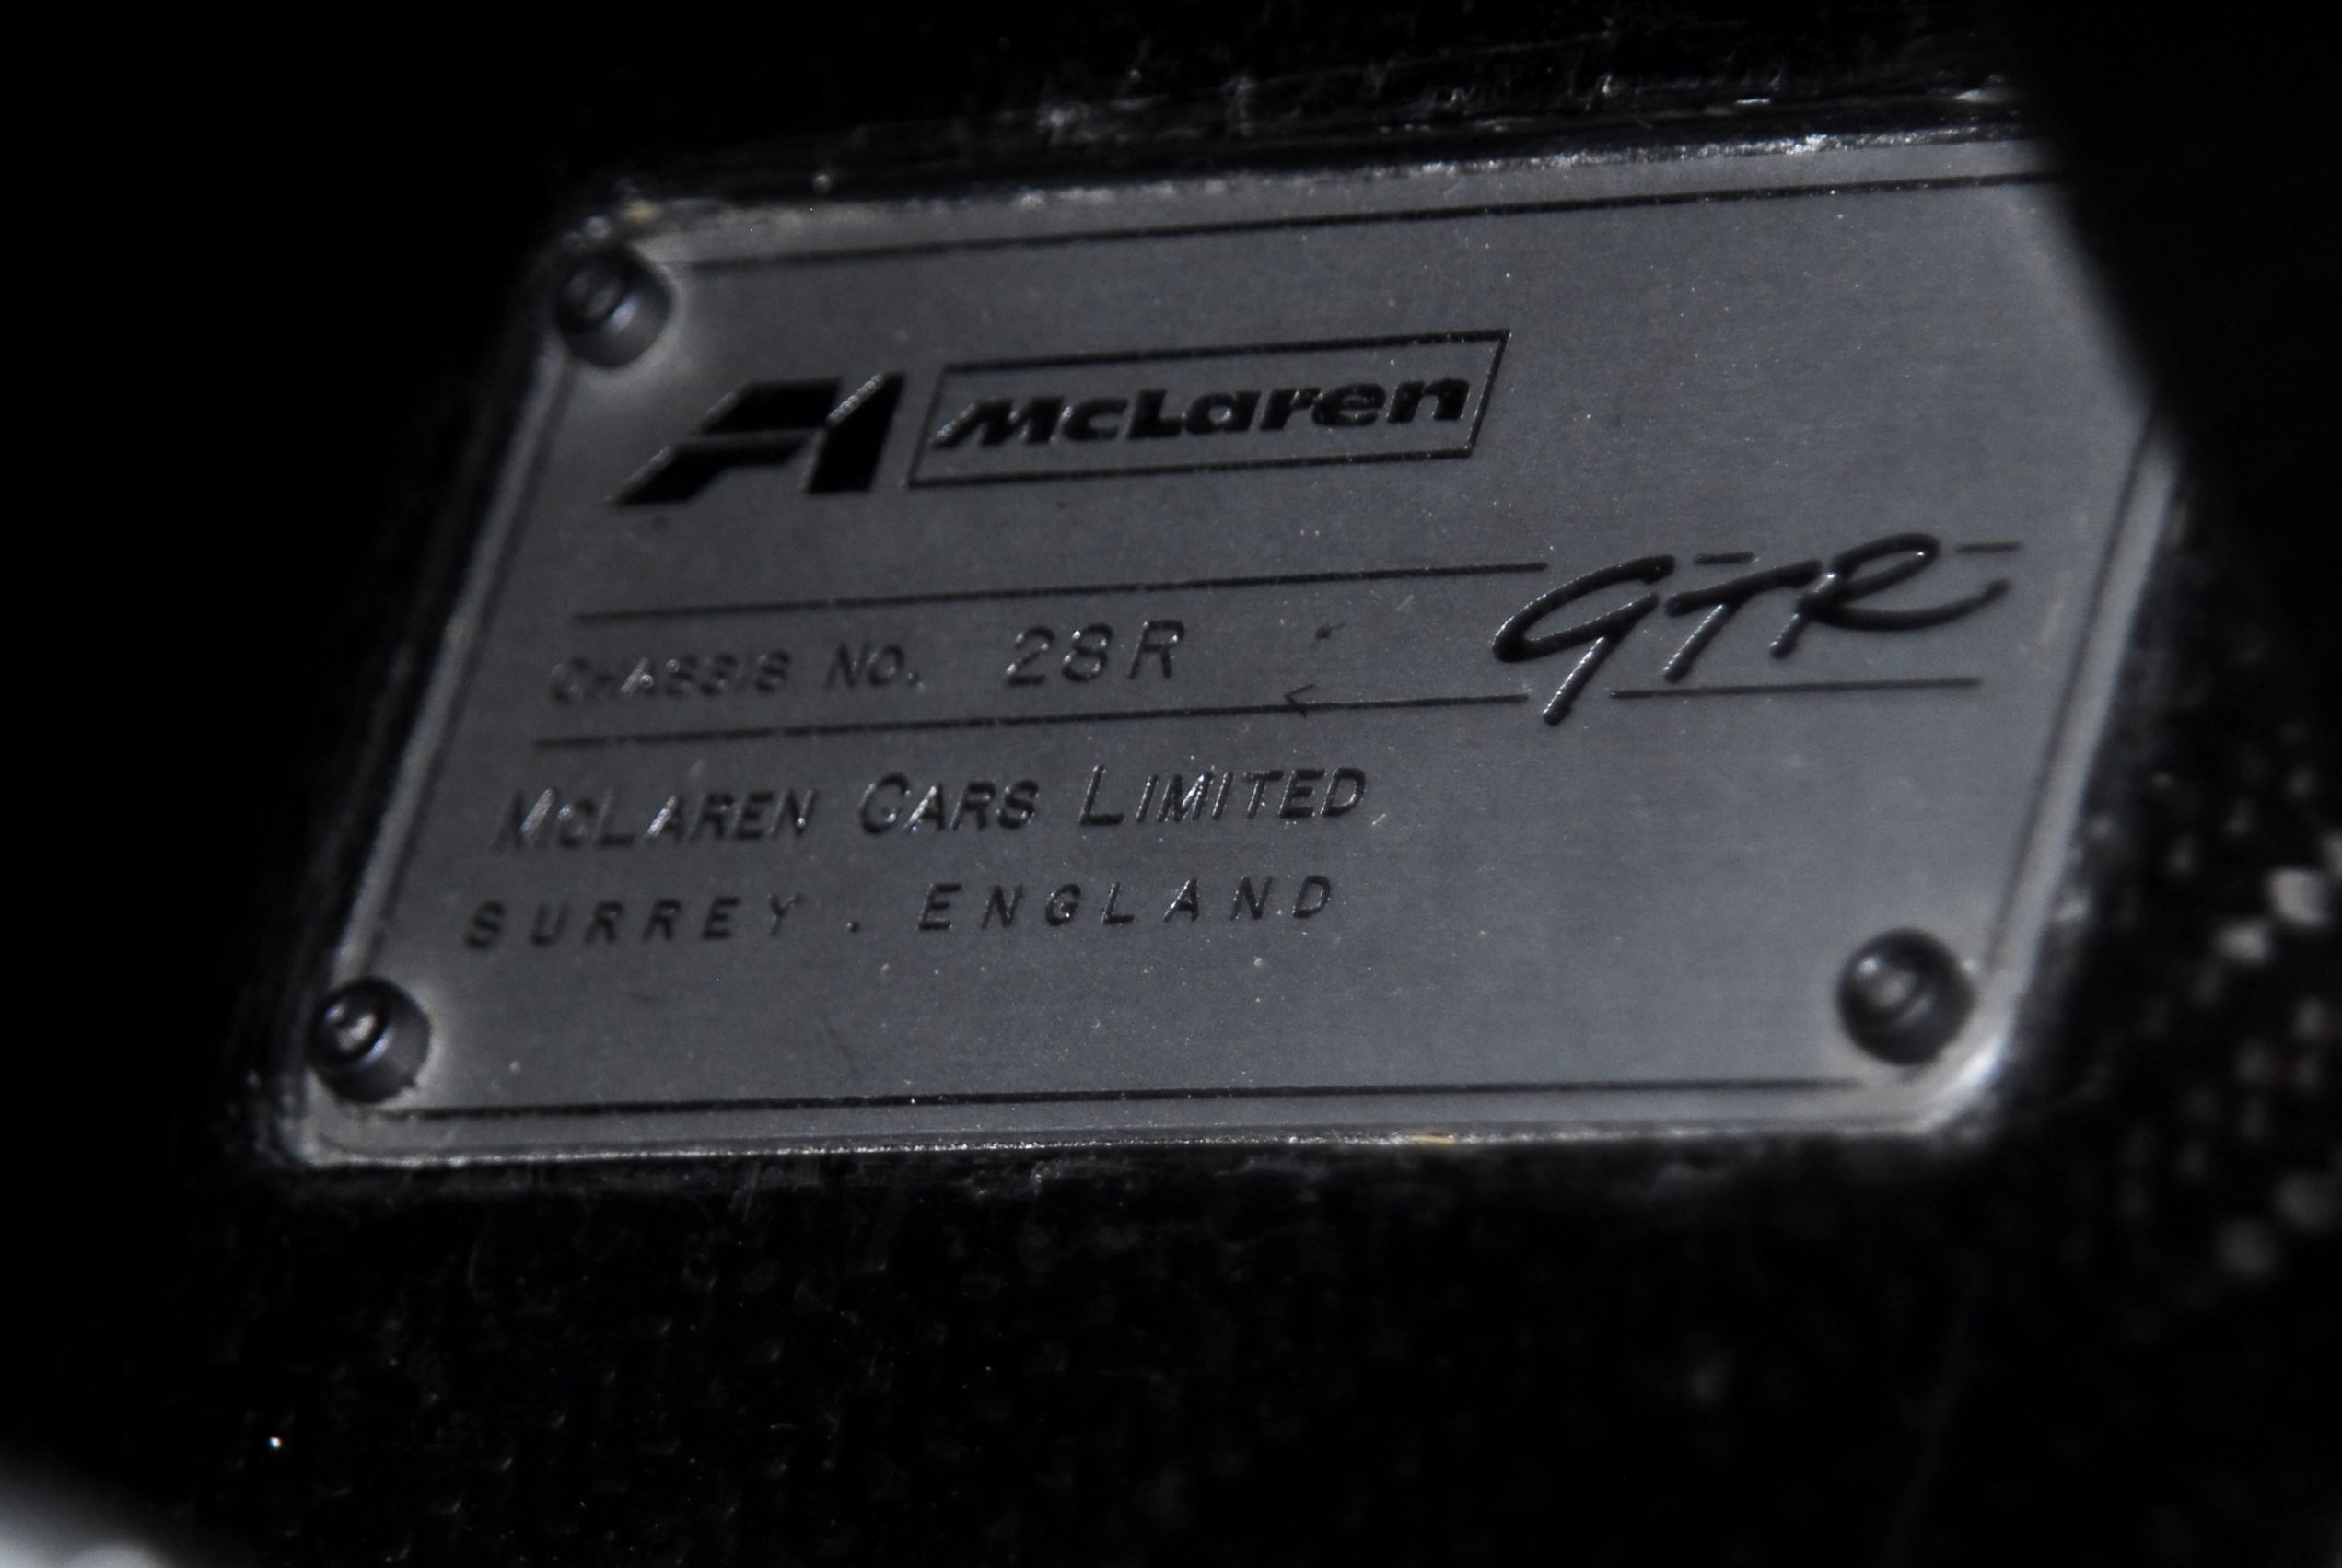 F1 McLaren
GTR
CHASSIS NO. 28R
MCLAREN CARS LIMITED
SURREY . ENGLAND